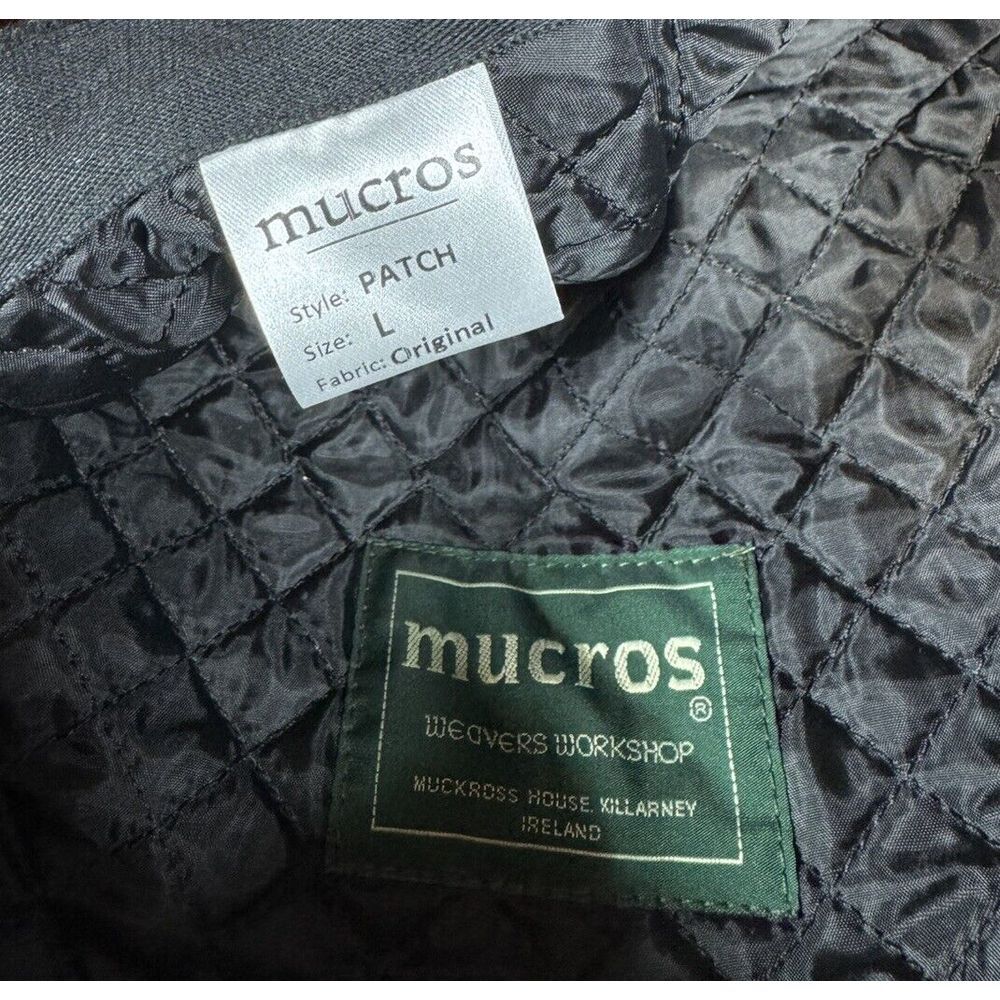 mucros
Style: PATCH
Size: L
Fabric: Original
mucros
®
WEAVERS WORKSHOP
MUCKROSS HOUSE. KILLARNEY
IRELAND